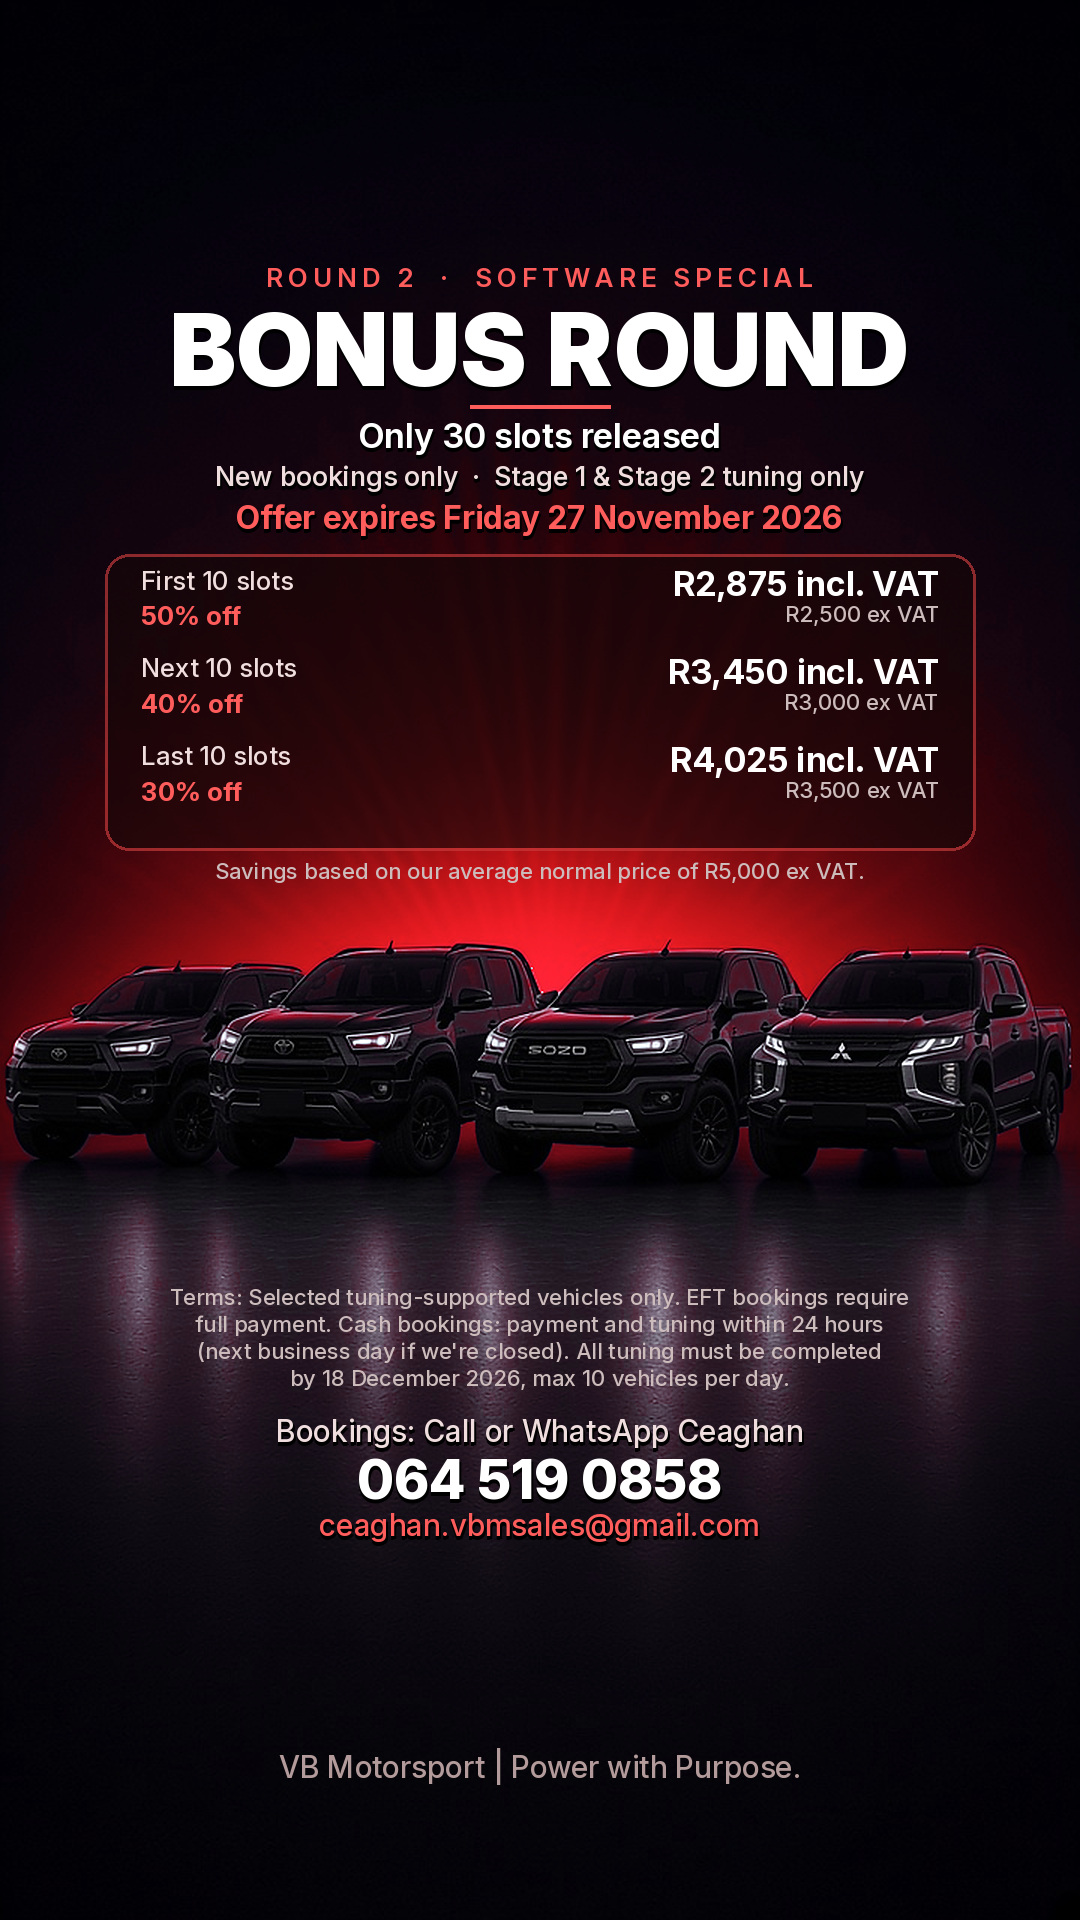 ROUND 2 · SOFTWARE SPECIAL
BONUS ROUND
Only 30 slots released
New bookings only · Stage 1 & Stage 2 tuning only
Offer expires Friday 27 November 2026
First 10 slots
50% off
R2,875 incl. VAT
R2,500 ex VAT
Next 10 slots
40% off
R3,450 incl. VAT
R3,000 ex VAT
Last 10 slots
30% off
R4,025 incl. VAT
R3,500 ex VAT
Savings based on our average normal price of R5,000 ex VAT.
SOZO
Terms: Selected tuning-supported vehicles only. EFT bookings require
full payment. Cash bookings: payment and tuning within 24 hours
(next business day if we're closed). All tuning must be completed
by 18 December 2026, max 10 vehicles per day.
Bookings: Call or WhatsApp Ceaghan
064 519 0858
ceaghan.vbmsales@gmail.com
VB Motorsport | Power with Purpose.